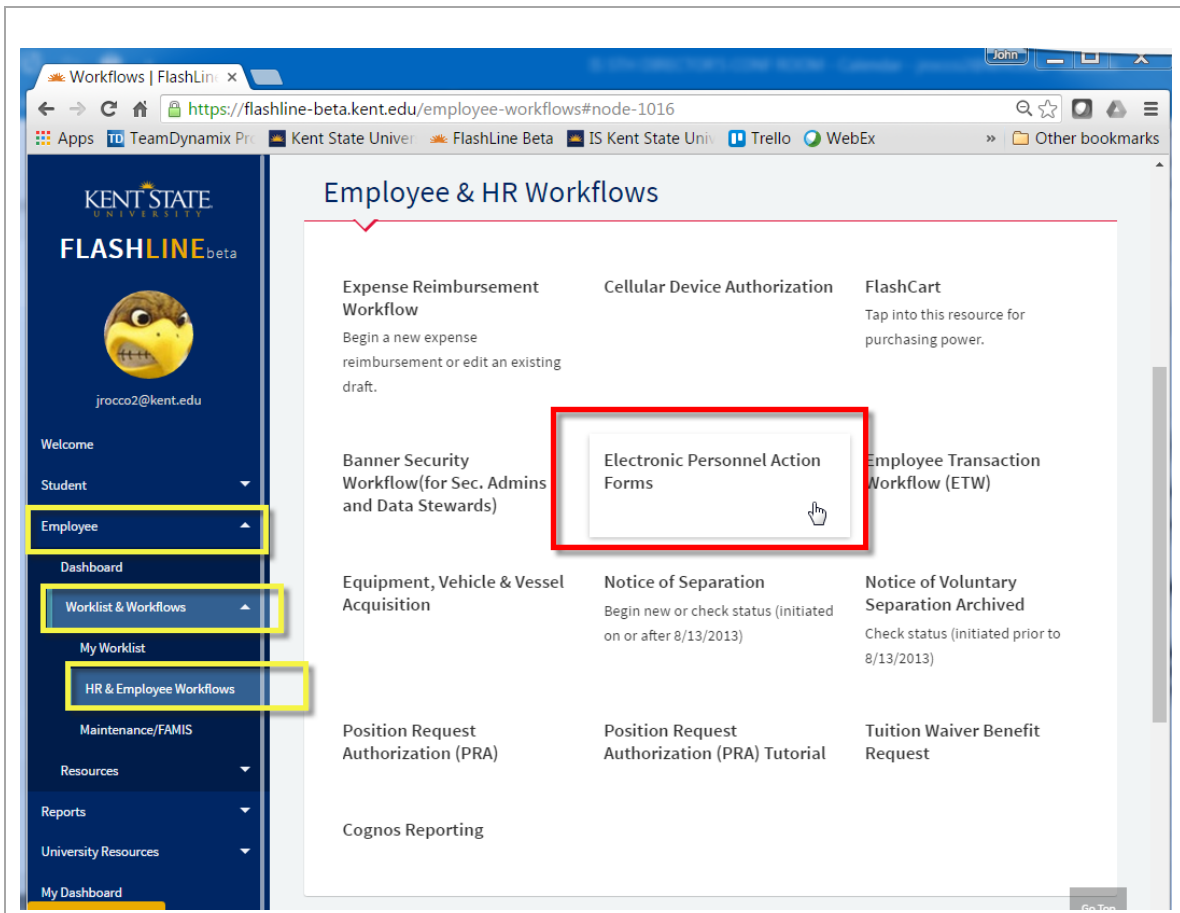 John
Workflows | FlashLin
https://flashline-beta.kent.edu/employee-workflows#node-1016
Apps TeamDynamix Pr Kent State Univer FlashLine Beta IS Kent State Univ Trello WebEx » Other bookmarks
KENT STATE
UNIVERSITY
FLASHLINE beta
jrocco2@kent.edu
Welcome
Student
Employee
Dashboard
Worklist & Workflows
My Worklist
HR & Employee Workflows
Maintenance/FAMIS
Resources
Reports
University Resources
My Dashboard
Employee & HR Workflows
Expense Reimbursement
Workflow
Begin a new expense
reimbursement or edit an existing
draft.
Cellular Device Authorization
FlashCart
Tap into this resource for
purchasing power.
Banner Security
Workflow(for Sec. Admins
and Data Stewards)
Electronic Personnel Action
Forms
Employee Transaction
Workflow (ETW)
Equipment, Vehicle & Vessel
Acquisition
Notice of Separation
Begin new or check status (initiated
on or after 8/13/2013)
Notice of Voluntary
Separation Archived
Check status (initiated prior to
8/13/2013)
Position Request
Authorization (PRA)
Position Request
Authorization (PRA) Tutorial
Tuition Waiver Benefit
Request
Cognos Reporting
Go Top